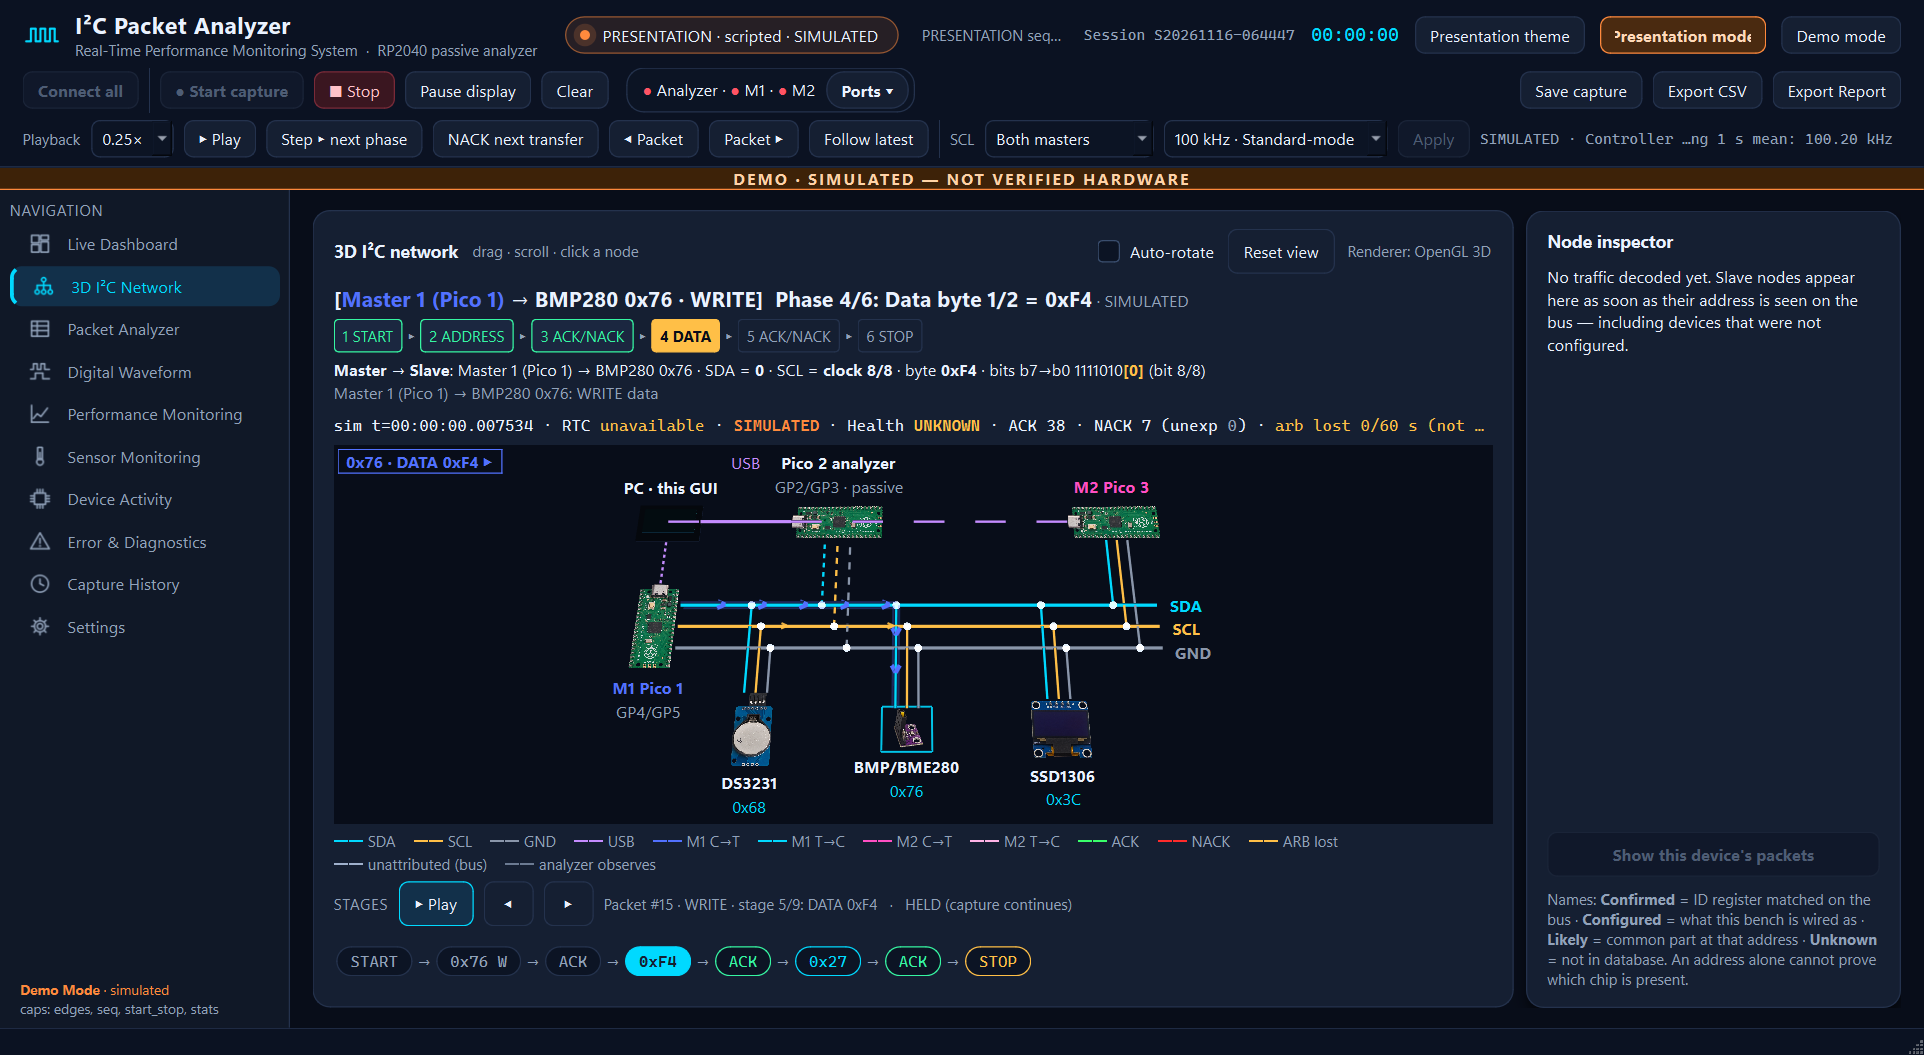 I²C Packet Analyzer
Real-Time Performance Monitoring System · RP2040 passive analyzer
PRESENTATION · scripted · SIMULATED
PRESENTATION seq…
Session S20261116-064447
00:00:00
Presentation theme
Presentation mode
Demo mode
Connect all
● Start capture
■ Stop
Pause display
Clear
● Analyzer · ● M1 · ● M2
Ports ▾
Save capture
Export CSV
Export Report
Playback
0.25×
▸ Play
Step ▸ next phase
NACK next transfer
◂ Packet
Packet ▸
Follow latest
SCL
Both masters
100 kHz · Standard-mode
Apply
SIMULATED · Controller …ng 1 s mean: 100.20 kHz
DEMO · SIMULATED — NOT VERIFIED HARDWARE
NAVIGATION
Live Dashboard
3D I²C Network
Packet Analyzer
Digital Waveform
Performance Monitoring
Sensor Monitoring
Device Activity
Error & Diagnostics
Capture History
Settings
Demo Mode · simulated
caps: edges, seq, start_stop, stats
3D I²C network
drag · scroll · click a node
Auto-rotate
Reset view
Renderer: OpenGL 3D
[Master 1 (Pico 1) → BMP280 0x76 · WRITE] Phase 4/6: Data byte 1/2 = 0xF4 · SIMULATED
1 START ▸ 2 ADDRESS ▸ 3 ACK/NACK ▸ 4 DATA ▸ 5 ACK/NACK ▸ 6 STOP
Master → Slave: Master 1 (Pico 1) → BMP280 0x76 · SDA = 0 · SCL = clock 8/8 · byte 0xF4 · bits b7→b0 1111010[0] (bit 8/8)
Master 1 (Pico 1) → BMP280 0x76: WRITE data
sim t=00:00:00.007534 · RTC unavailable · SIMULATED · Health UNKNOWN · ACK 38 · NACK 7 (unexp 0) · arb lost 0/60 s (not …
0x76 · DATA 0xF4 ▸
USB
Pico 2 analyzer
PC · this GUI
GP2/GP3 · passive
M2 Pico 3
SDA
SCL
GND
M1 Pico 1
GP4/GP5
DS3231
0x68
BMP/BME280
0x76
SSD1306
0x3C
SDA
SCL
GND
USB
M1 C→T
M1 T→C
M2 C→T
M2 T→C
ACK
NACK
ARB lost
unattributed (bus)
analyzer observes
STAGES
▸ Play
◂
▸
Packet #15 · WRITE · stage 5/9: DATA 0xF4 · HELD (capture continues)
START → 0x76 W → ACK → 0xF4 → ACK → 0x27 → ACK → STOP
Node inspector
No traffic decoded yet. Slave nodes appear
here as soon as their address is seen on the
bus — including devices that were not
configured.
Show this device's packets
Names: Confirmed = ID register matched on the
bus · Configured = what this bench is wired as ·
Likely = common part at that address · Unknown
= not in database. An address alone cannot prove
which chip is present.